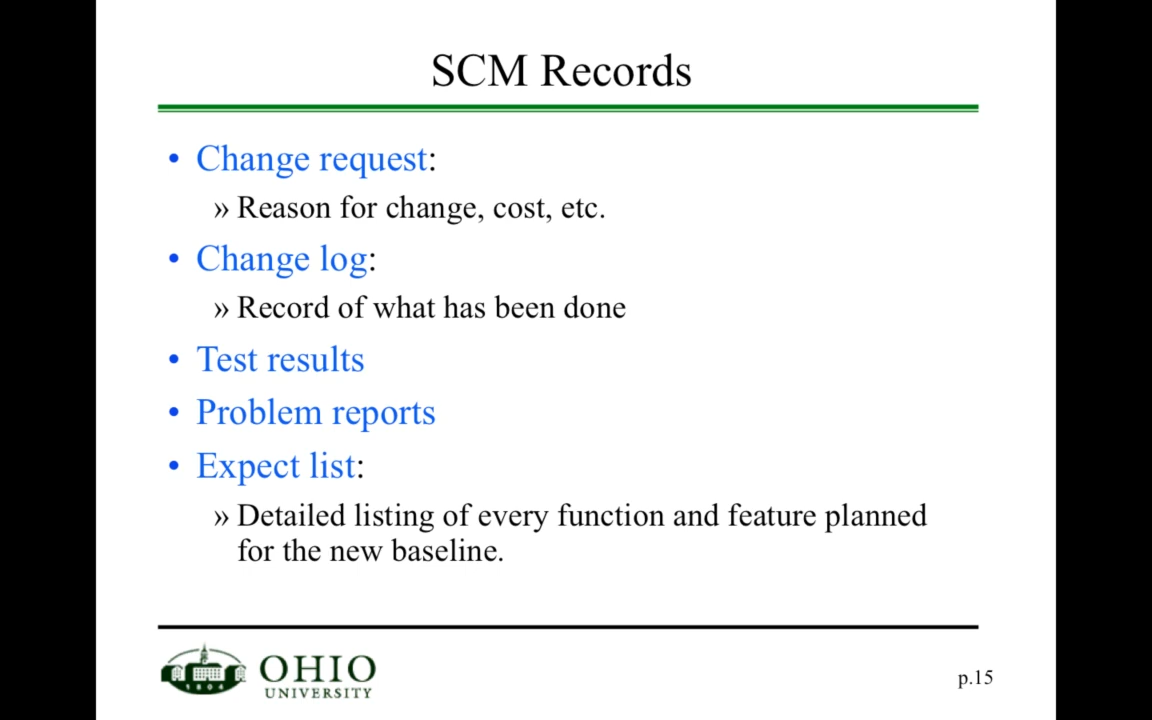 SCM Records
• Change request:
» Reason for change, cost, etc.
• Change log:
» Record of what has been done
• Test results
• Problem reports
• Expect list:
» Detailed listing of every function and feature planned
for the new baseline.
1804
OHIO
UNIVERSITY
p.15